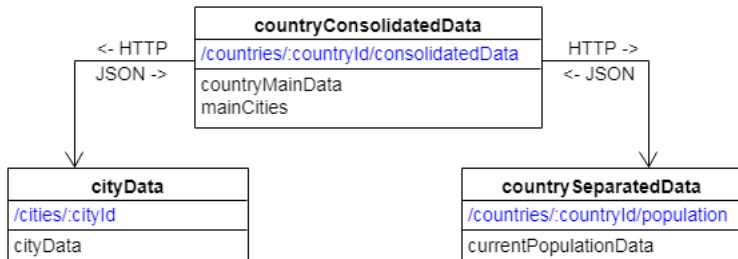 countryConsolidatedData
<- HTTP
/countries/:countryId/consolidatedData
HTTP ->
JSON ->
<- JSON
countryMainData
mainCities
cityData
/cities/:cityId
cityData
countrySeparatedData
/countries/:countryId/population
currentPopulationData